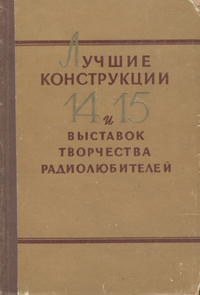 ЛУЧШИЕ
КОНСТРУКЦИИ
14 и 15
ВЫСТАВОК
ТВОРЧЕСТВА
РАДИОЛЮБИТЕЛЕЙ